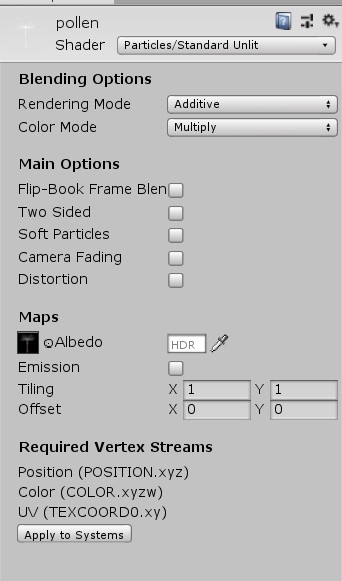 pollen
Shader Particles/Standard Unlit
Blending Options
Rendering Mode Additive
Color Mode Multiply
Main Options
Flip-Book Frame Blen
Two Sided
Soft Particles
Camera Fading
Distortion
Maps
Albedo HDR
Emission
Tiling X 1 Y 1
Offset X 0 Y 0
Required Vertex Streams
Position (POSITION.xyz)
Color (COLOR.xyzw)
UV (TEXCOORD0.xy)
Apply to Systems